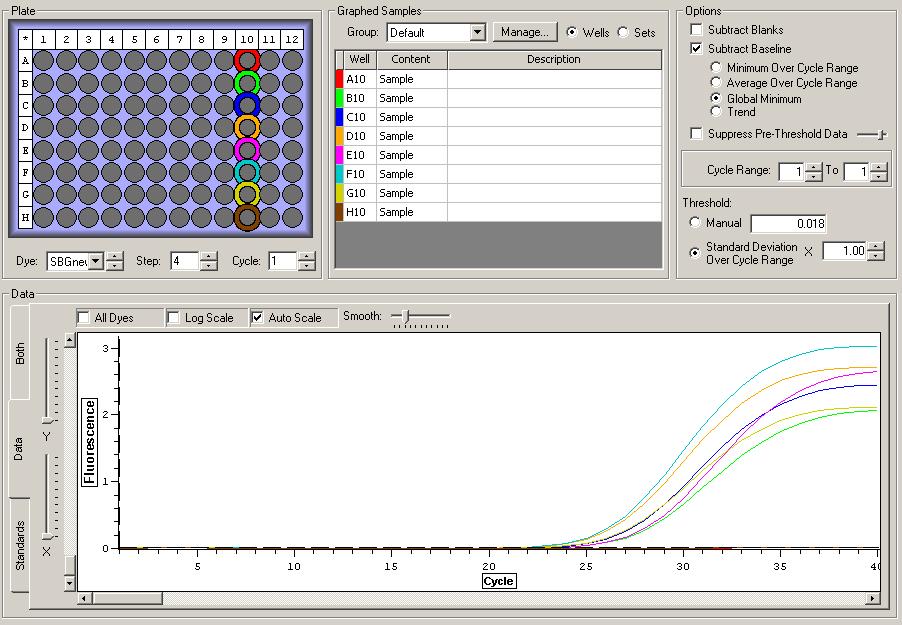 Plate
* 1 2 3 4 5 6 7 8 9 10 11 12
A
B
C
D
E
F
G
H
Dye: SBGnew Step: 4 Cycle: 1
Graphed Samples
Group: Default Manage... Wells Sets
Well Content Description
A10 Sample
B10 Sample
C10 Sample
D10 Sample
E10 Sample
F10 Sample
G10 Sample
H10 Sample
Options
Subtract Blanks
Subtract Baseline
Minimum Over Cycle Range
Average Over Cycle Range
Global Minimum
Trend
Suppress Pre-Threshold Data
Cycle Range: 1 To 1
Threshold:
Manual 0.018
Standard Deviation
Over Cycle Range X 1.00
Data
All Dyes Log Scale Auto Scale Smooth:
Both
Data
Standards
Y
X
Fluorescence
3
2
1
0
5 10 15 20 25 30 35 40
Cycle